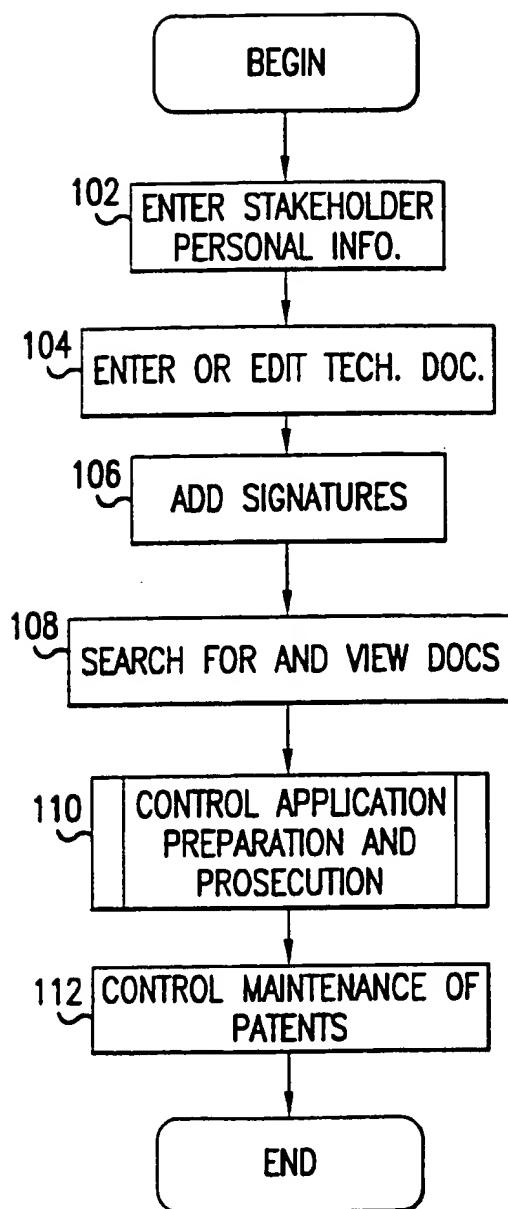 BEGIN
102
ENTER STAKEHOLDER
PERSONAL INFO.
104
ENTER OR EDIT TECH. DOC.
106
ADD SIGNATURES
108
SEARCH FOR AND VIEW DOCS
110
CONTROL APPLICATION
PREPARATION AND
PROSECUTION
112
CONTROL MAINTENANCE OF
PATENTS
END